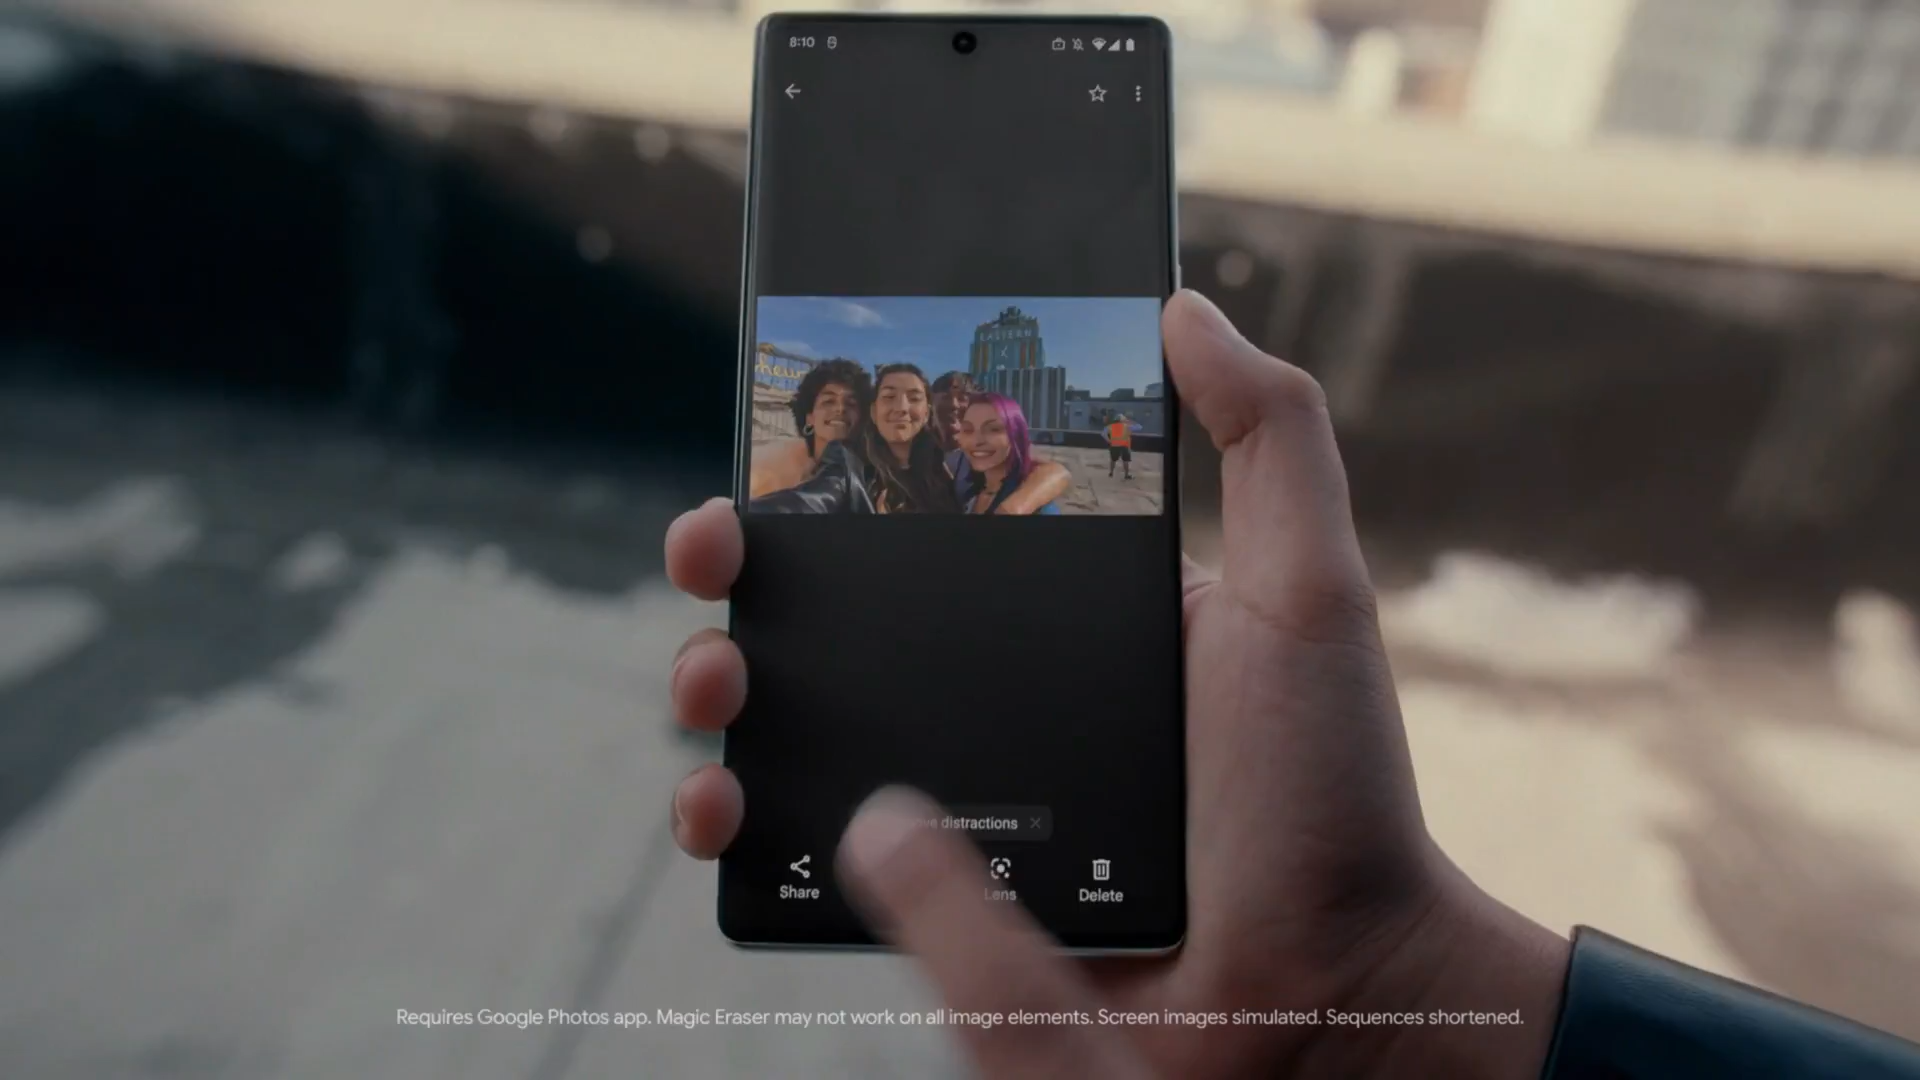 8:10
EASTERN
distractions
Share
Lens
Delete
Requires Google Photos app. Magic Eraser may not work on all image elements. Screen images simulated. Sequences shortened.